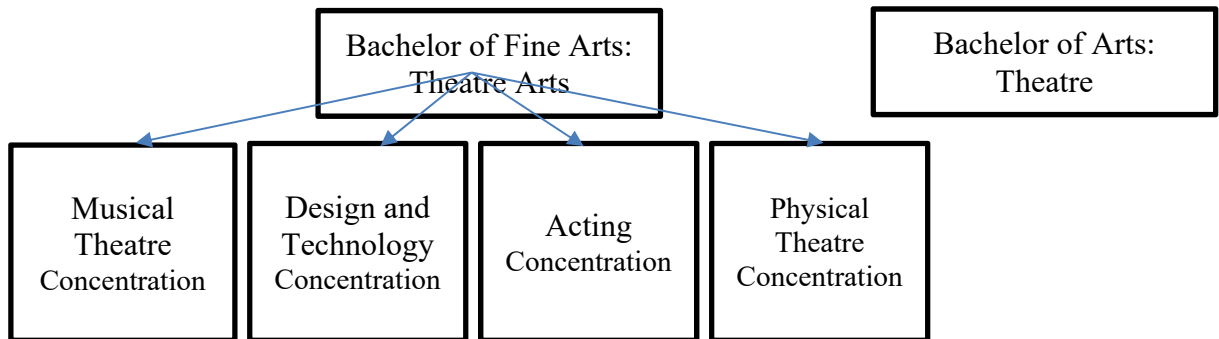 Bachelor of Fine Arts:
Theatre Arts
Bachelor of Arts:
Theatre
Musical
Theatre
Concentration
Design and
Technology
Concentration
Acting
Concentration
Physical
Theatre
Concentration